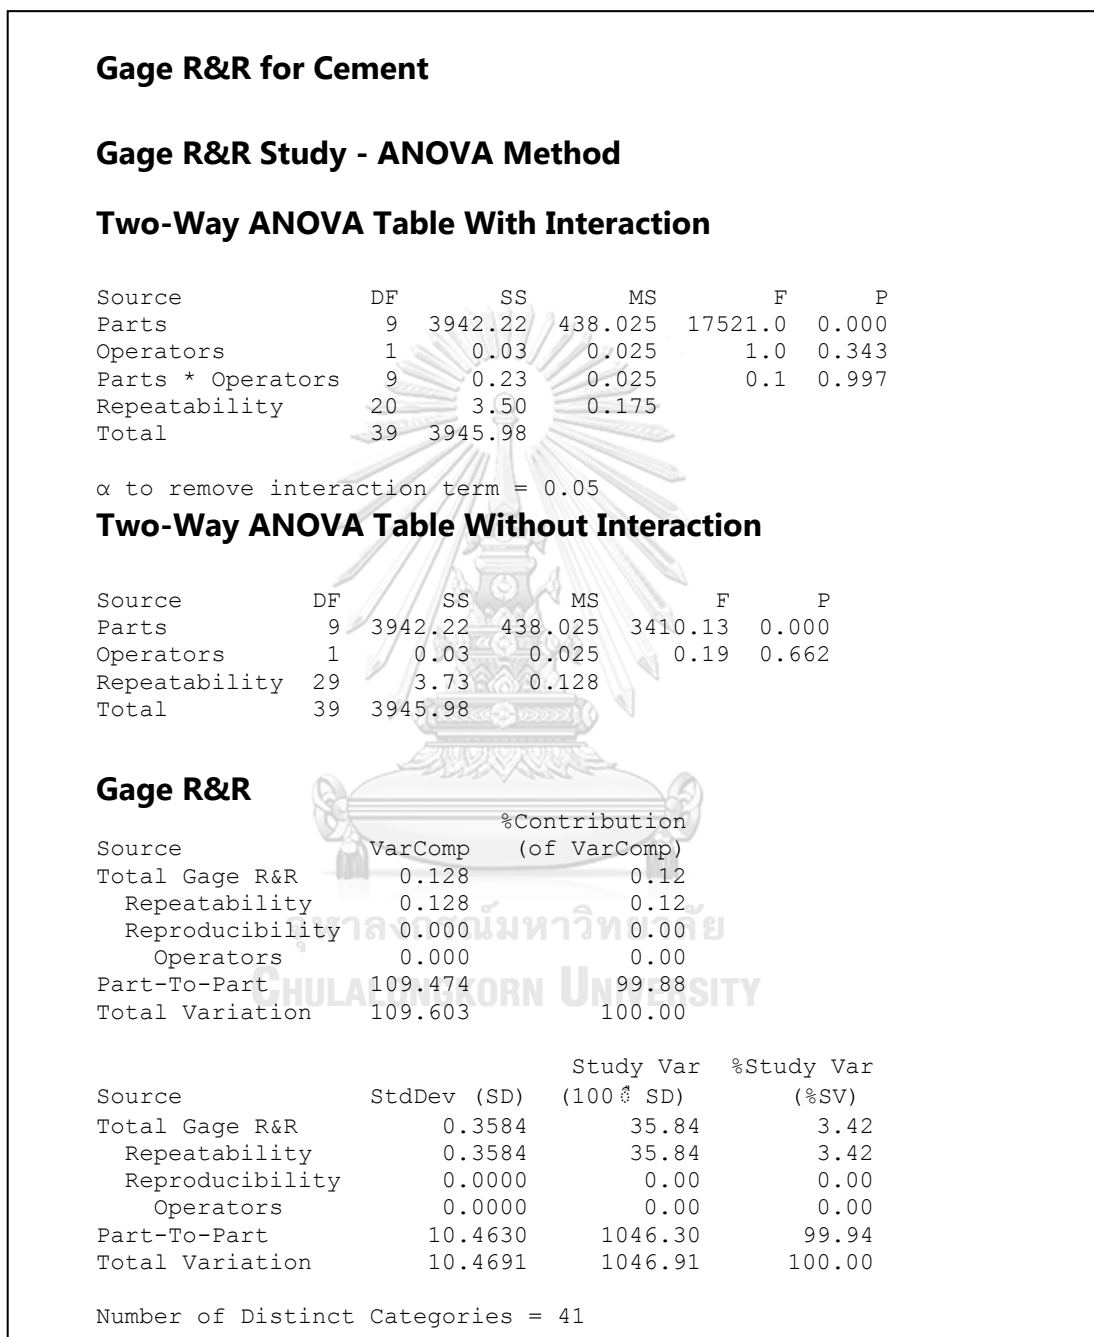 Gage R&R for Cement
Gage R&R Study - ANOVA Method
Two-Way ANOVA Table With Interaction
Source DF SS MS F P
Parts 9 3942.22 438.025 17521.0 0.000
Operators 1 0.03 0.025 1.0 0.343
Parts * Operators 9 0.23 0.025 0.1 0.997
Repeatability 20 3.50 0.175
Total 39 3945.98
α to remove interaction term = 0.05
Two-Way ANOVA Table Without Interaction
Source DF SS MS F P
Parts 9 3942.22 438.025 3410.13 0.000
Operators 1 0.03 0.025 0.19 0.662
Repeatability 29 3.73 0.128
Total 39 3945.98
Gage R&R
%Contribution
Source VarComp (of VarComp)
Total Gage R&R 0.128 0.12
Repeatability 0.128 0.12
Reproducibility 0.000 0.00
Operators 0.000 0.00
Part-To-Part 109.474 99.88
Total Variation 109.603 100.00
จุฬาลงกรณ์มหาวิทยาลัย
CHULALONGKORN UNIVERSITY
Study Var %Study Var
Source StdDev (SD) (100 SD) (%SV)
Total Gage R&R 0.3584 35.84 3.42
Repeatability 0.3584 35.84 3.42
Reproducibility 0.0000 0.00 0.00
Operators 0.0000 0.00 0.00
Part-To-Part 10.4630 1046.30 99.94
Total Variation 10.4691 1046.91 100.00
Number of Distinct Categories = 41